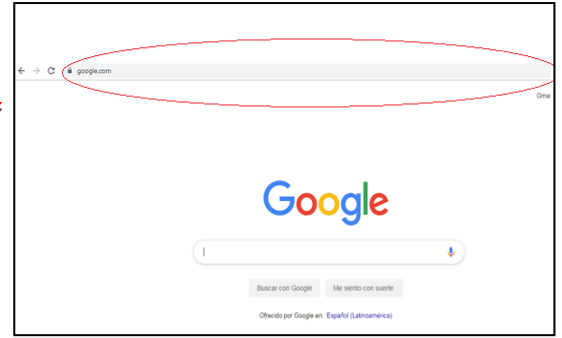 google.com
Gma
Google
Buscar con Google Me siento con suerte
Ofrecido por Google en: Español (Latinoamérica)